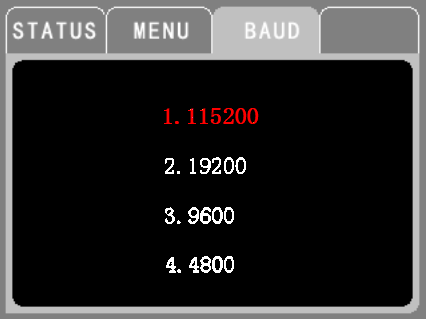 STATUS MENU BAUD
1. 115200
2. 19200
3. 9600
4. 4800